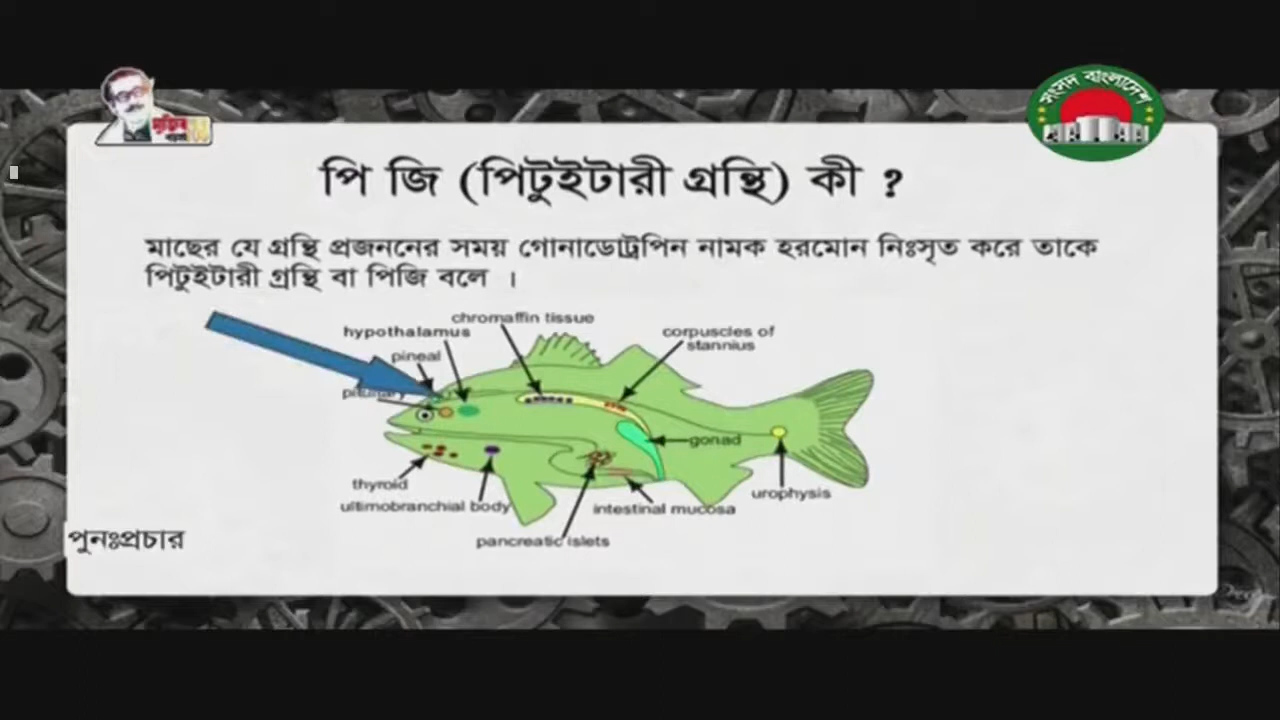 সংসদ বাংলাদেশ
পি জি (পিটুইটারী গ্রন্থি) কী ?
মাছের যে গ্রন্থি প্রজননের সময় গোনাডোট্রপিন নামক হরমোন নিঃসৃত করে তাকে
পিটুইটারী গ্রন্থি বা পিজি বলে ।
chromaffin tissue
hypothalamus
corpuscles of
stannius
pineal
gonad
thyroid
urophysis
ultimobranchial body
intestinal mucosa
pancreatic islets
পুনঃপ্রচার